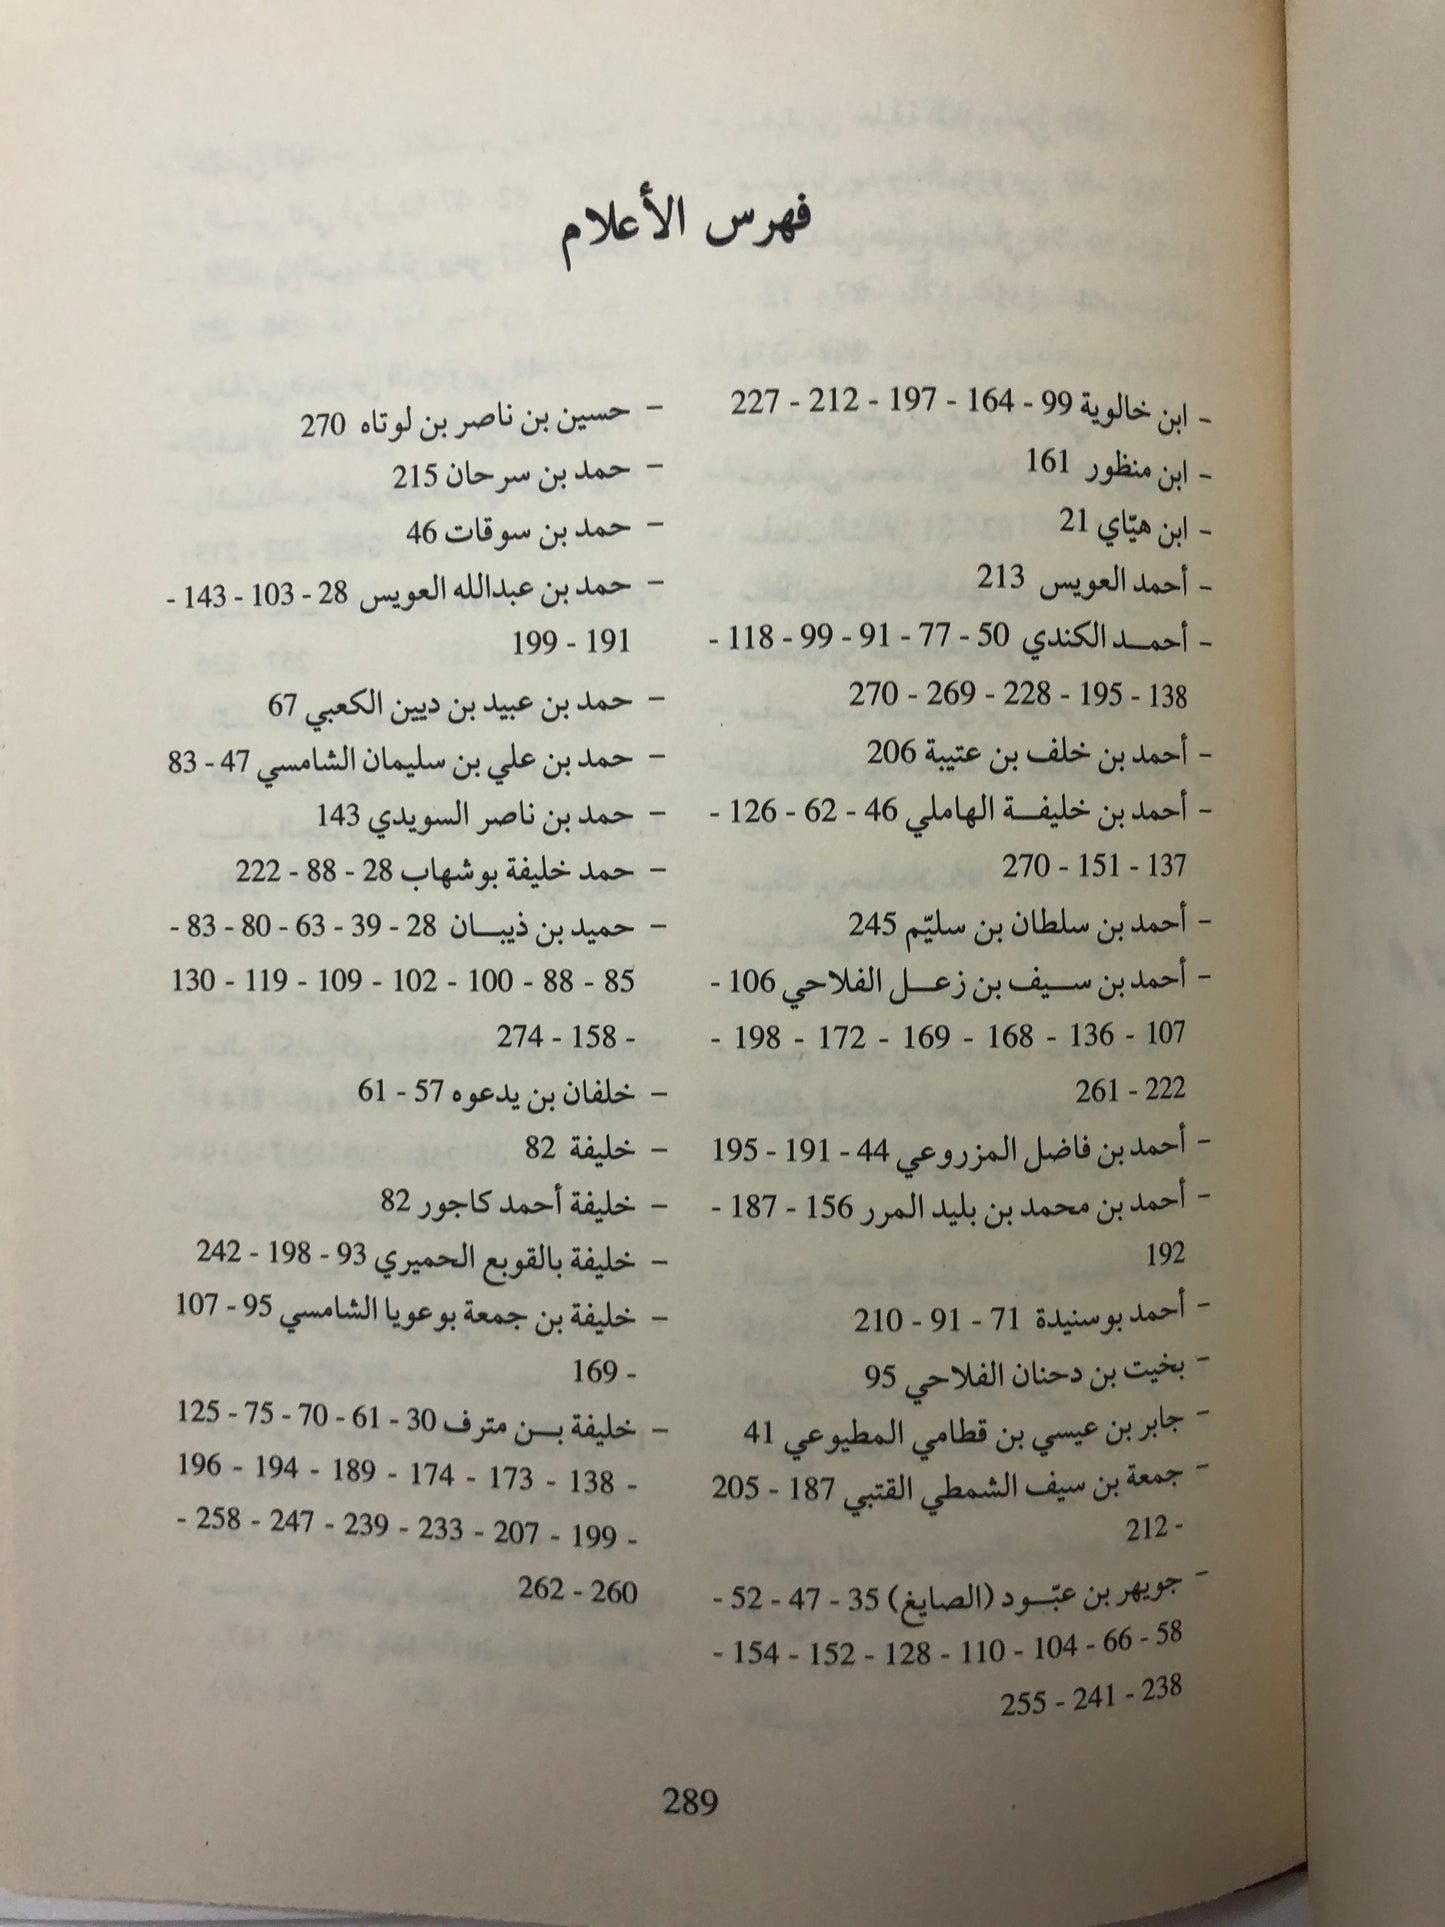 فهرس الأعلام
- ابن خالوية 99 - 164 - 197 - 212 - 227
- ابن منظور 161
- ابن هيّاي 21
- أحمد العويس 213
- أحمــد الكندي 50 - 77 - 91 - 99 - 118 -
138 - 195 - 228 - 269 - 270
- أحمد بن خلف بن عتيبة 206
- أحمد بن خليفــة الهاملي 46 - 62 - 126 -
137 - 151 - 270
- أحمد بن سلطان بن سليّم 245
- أحمد بن ســيف بن زعــل الفلاحي 106 -
107 - 136 - 168 - 169 - 172 - 198 -
222 - 261
- أحمد بن فاضل المزروعي 44 - 191 - 195
- أحمد بن محمد بن بليد المرر 156 - 187 -
192
- أحمد بوسنيدة 71 - 91 - 210
- بخيت بن دحنان الفلاحي 95
- جابر بن عيسي بن قطامي المطيوعي 41
- جمعة بن سيف الشمطي القتبي 187 - 205
- 212
- جويهر بن عبّــود (الصايغ) 35 - 47 - 52 -
58 - 66 - 104 - 110 - 128 - 152 - 154 -
238 - 241 - 255
- حسين بن ناصر بن لوتاه 270
- حمد بن سرحان 215
- حمد بن سوقات 46
- حمد بن عبدالله العويس 28 - 103 - 143 -
191 - 199
- حمد بن عبيد بن ديين الكعبي 67
- حمد بن علي بن سليمان الشامسي 47 - 83
- حمد بن ناصر السويدي 143
- حمد خليفة بوشهاب 28 - 88 - 222
- حميد بن ذيبــان 28 - 39 - 63 - 80 - 83 -
85 - 88 - 100 - 102 - 109 - 119 - 130
- 158 - 274
- خلفان بن يدعوه 57 - 61
- خليفة 82
- خليفة أحمد كاجور 82
- خليفة بالقوبع الحميري 93 - 198 - 242
- خليفة بن جمعة بوعويا الشامسي 95 - 107
- 169
- خليفة بــن مترف 30 - 61 - 70 - 75 - 125
- 138 - 173 - 174 - 189 - 194 - 196
- 199 - 207 - 233 - 239 - 247 - 258 -
260 - 262
289